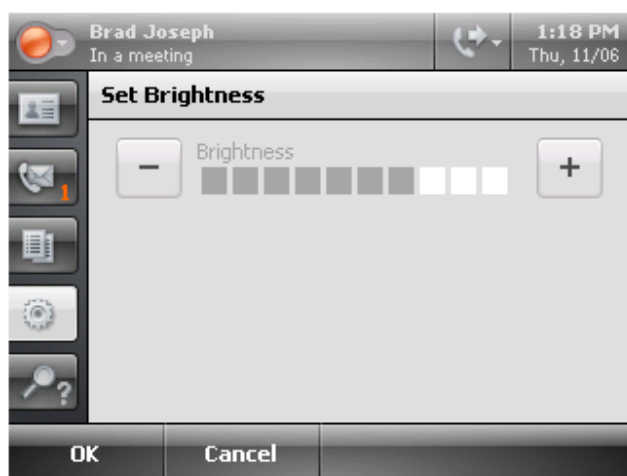 Brad Joseph
In a meeting
1:18 PM
Thu, 11/06
Set Brightness
Brightness
− +
1
?
OK Cancel